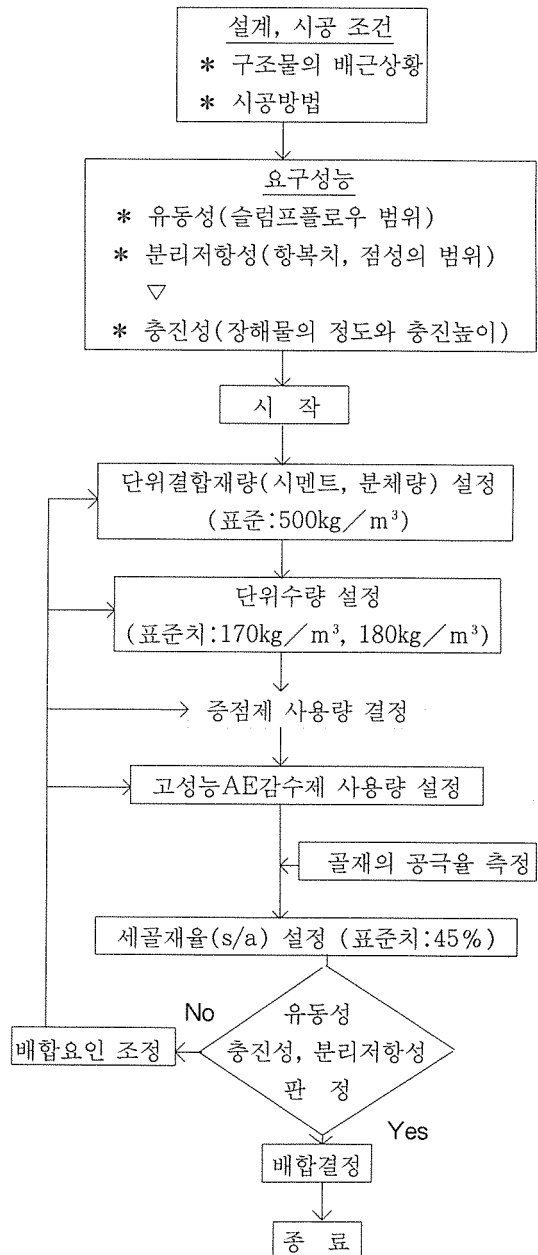 설계, 시공 조건
* 구조물의 배근상황
* 시공방법
요구성능
* 유동성(슬럼프플로우 범위)
* 분리저항성(항복치, 점성의 범위)
▽
* 충진성(장해물의 정도와 충진높이)
시 작
단위결합재량(시멘트, 분체량) 설정
(표준:500kg/m³)
단위수량 설정
(표준치:170kg/m³, 180kg/m³)
증점제 사용량 결정
고성능AE감수제 사용량 설정
골재의 공극율 측정
세골재율(s/a) 설정 (표준치:45%)
No
유동성
충진성, 분리저항성
판 정
배합요인 조정
Yes
배합결정
종 료